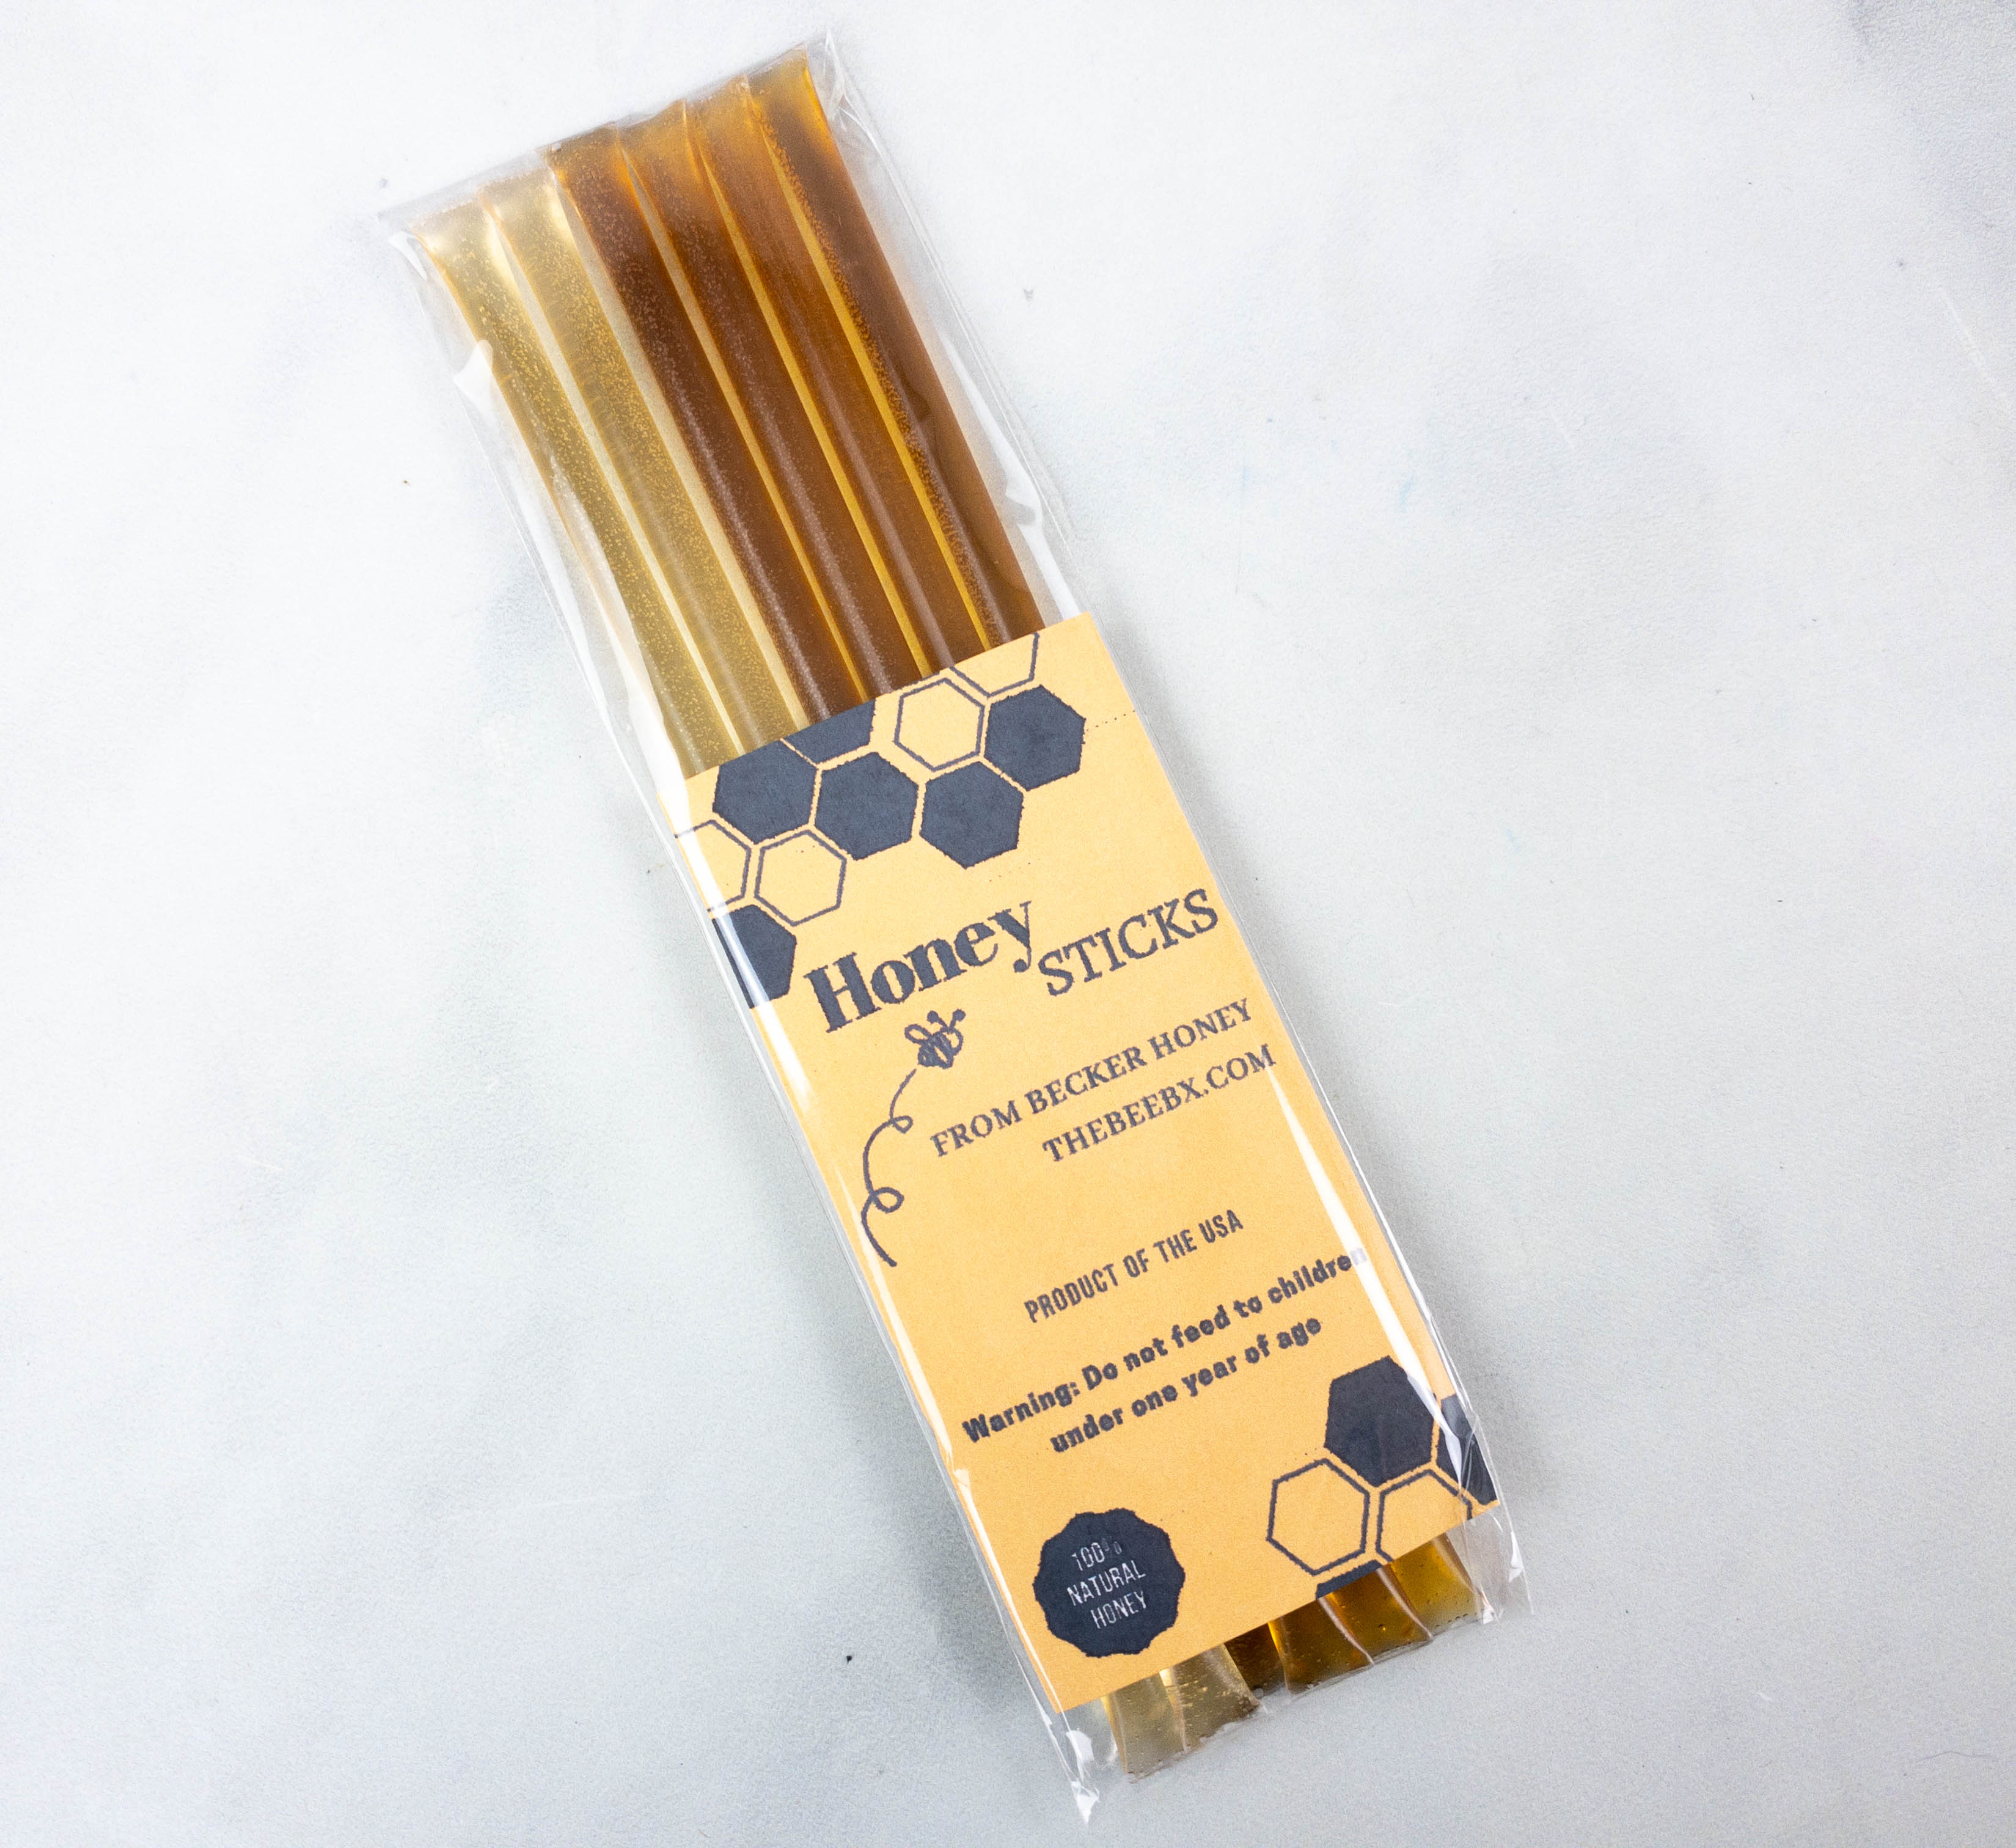 Honey STICKS
FROM BECKER HONEY
THEBEEBX.COM
PRODUCT OF THE USA
Warning: Do not feed to children
under one year of age
100%
NATURAL
HONEY